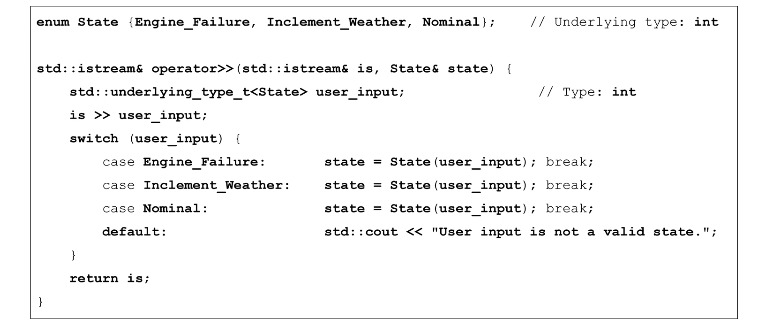 enum State {Engine_Failure, Inclement_Weather, Nominal};    // Underlying type: int
std::istream& operator>>(std::istream& is, State& state) {
    std::underlying_type_t<State> user_input;                // Type: int
    is >> user_input;
    switch (user_input) {
        case Engine_Failure:       state = State(user_input); break;
        case Inclement_Weather:    state = State(user_input); break;
        case Nominal:              state = State(user_input); break;
        default:                   std::cout << "User input is not a valid state.";
    }
    return is;
}